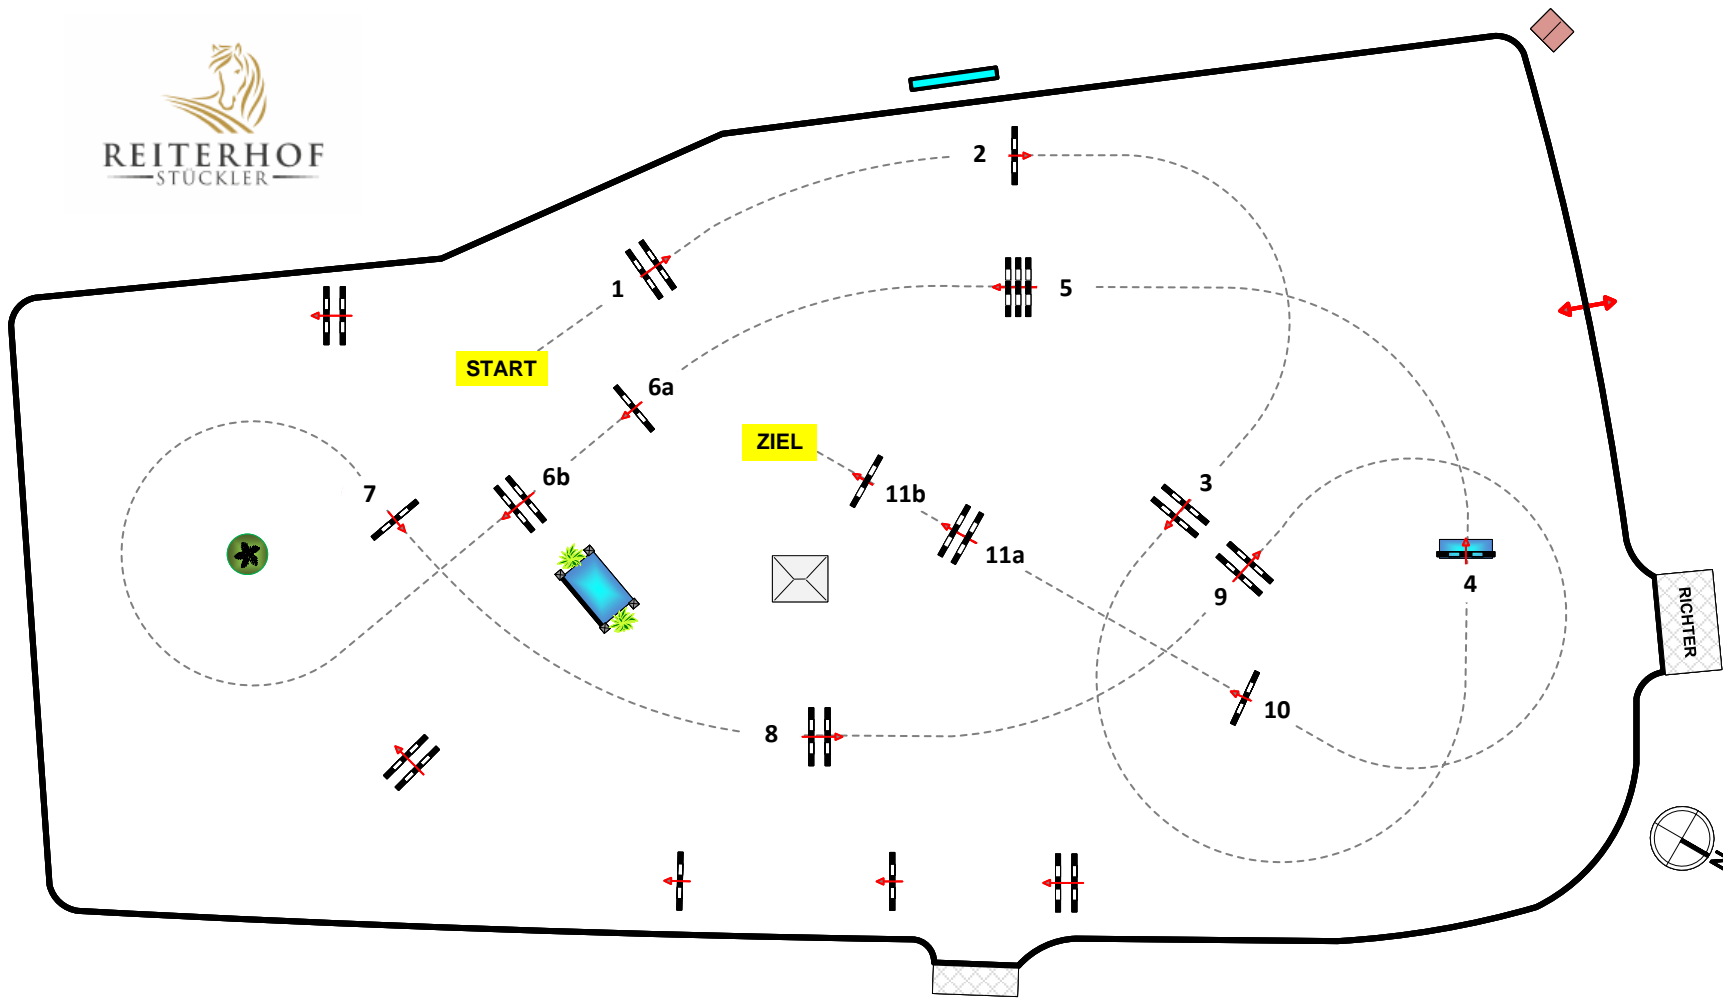 REITERHOF
STÜCKLER
2
1
5
START
6a
ZIEL
6b
7
11b
3
11a
4
9
RICHTER
10
8
N